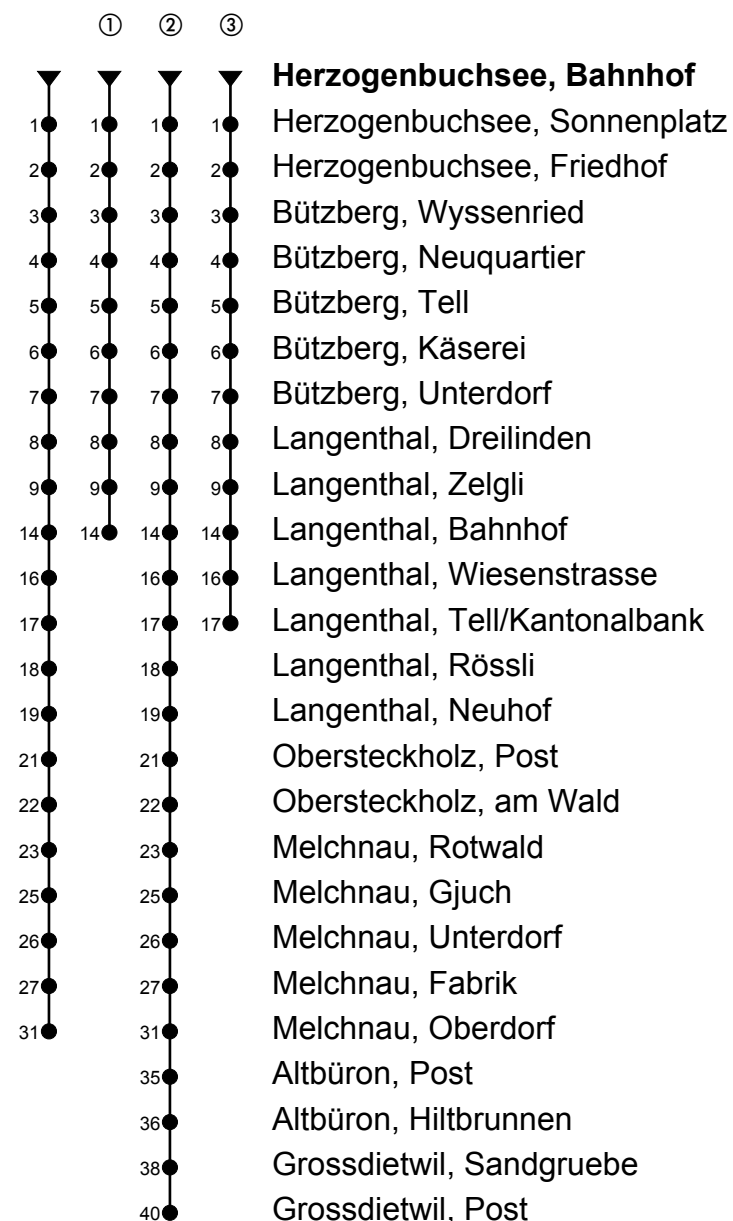 ① ② ③
Herzogenbuchsee, Bahnhof
1 1 1 1 Herzogenbuchsee, Sonnenplatz
2 2 2 2 Herzogenbuchsee, Friedhof
3 3 3 3 Bützberg, Wyssenried
4 4 4 4 Bützberg, Neuquartier
5 5 5 5 Bützberg, Tell
6 6 6 6 Bützberg, Käserei
7 7 7 7 Bützberg, Unterdorf
8 8 8 8 Langenthal, Dreilinden
9 9 9 9 Langenthal, Zelgli
14 14 14 14 Langenthal, Bahnhof
16 16 16 Langenthal, Wiesenstrasse
17 17 17 Langenthal, Tell/Kantonalbank
18 18 Langenthal, Rössli
19 19 Langenthal, Neuhof
21 21 Obersteckholz, Post
22 22 Obersteckholz, am Wald
23 23 Melchnau, Rotwald
25 25 Melchnau, Gjuch
26 26 Melchnau, Unterdorf
27 27 Melchnau, Fabrik
31 31 Melchnau, Oberdorf
35 Altbüron, Post
36 Altbüron, Hiltbrunnen
38 Grossdietwil, Sandgruebe
40 Grossdietwil, Post